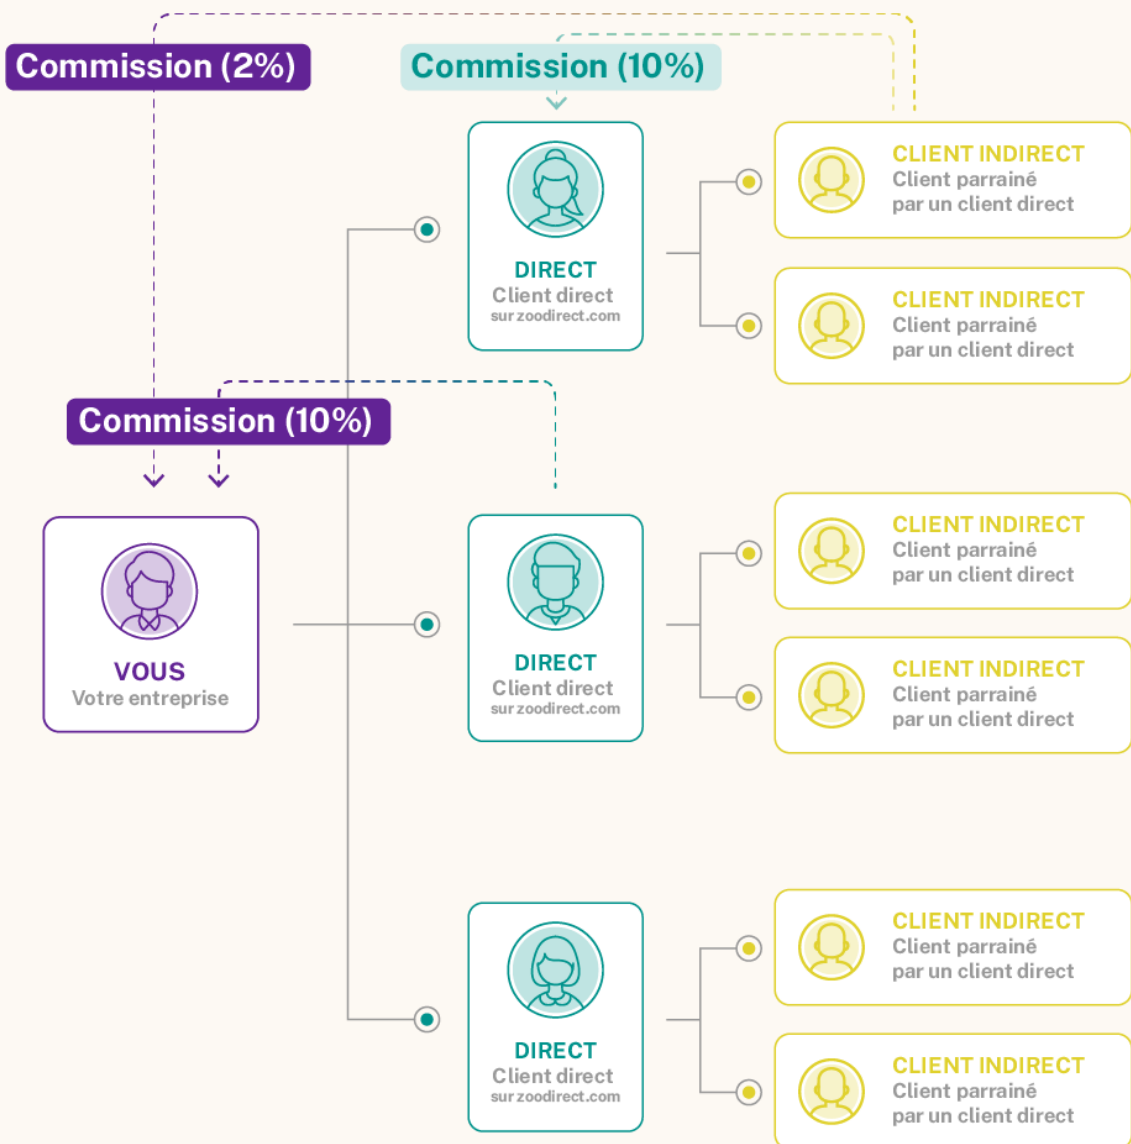 Commission (2%)
Commission (10%)
DIRECT
Client direct
sur zoodirect.com
CLIENT INDIRECT
Client parrainé
par un client direct
CLIENT INDIRECT
Client parrainé
par un client direct
Commission (10%)
VOUS
Votre entreprise
DIRECT
Client direct
sur zoodirect.com
CLIENT INDIRECT
Client parrainé
par un client direct
CLIENT INDIRECT
Client parrainé
par un client direct
DIRECT
Client direct
sur zoodirect.com
CLIENT INDIRECT
Client parrainé
par un client direct
CLIENT INDIRECT
Client parrainé
par un client direct